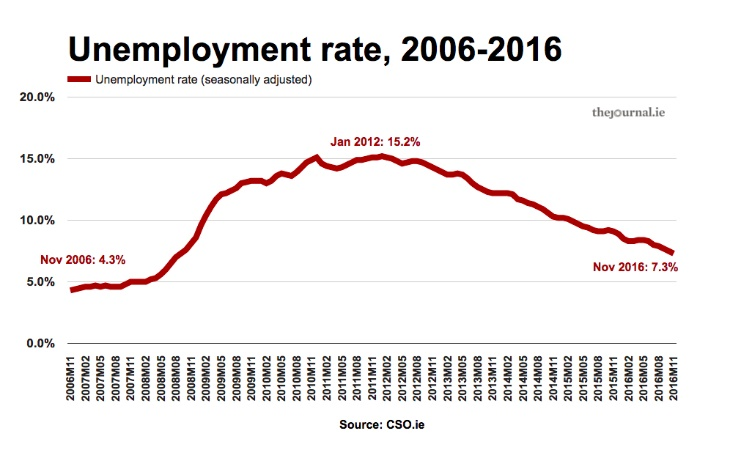 Unemployment rate, 2006-2016
Unemployment rate (seasonally adjusted)
20.0%
thejournal.ie
Jan 2012: 15.2%
15.0%
10.0%
Nov 2006: 4.3%
Nov 2016: 7.3%
5.0%
0.0%
2006M11
2007M02
2007M05
2007M08
2007M11
2008M02
2008M05
2008M08
2008M11
2009M02
2009M05
2009M08
2009M11
2010M02
2010M05
2010M08
2010M11
2011M02
2011M05
2011M08
2011M11
2012M02
2012M05
2012M08
2012M11
2013M02
2013M05
2013M08
2013M11
2014M02
2014M05
2014M08
2014M11
2015M02
2015M05
2015M08
2015M11
2016M02
2016M05
2016M08
2016M11
Source: CSO.ie